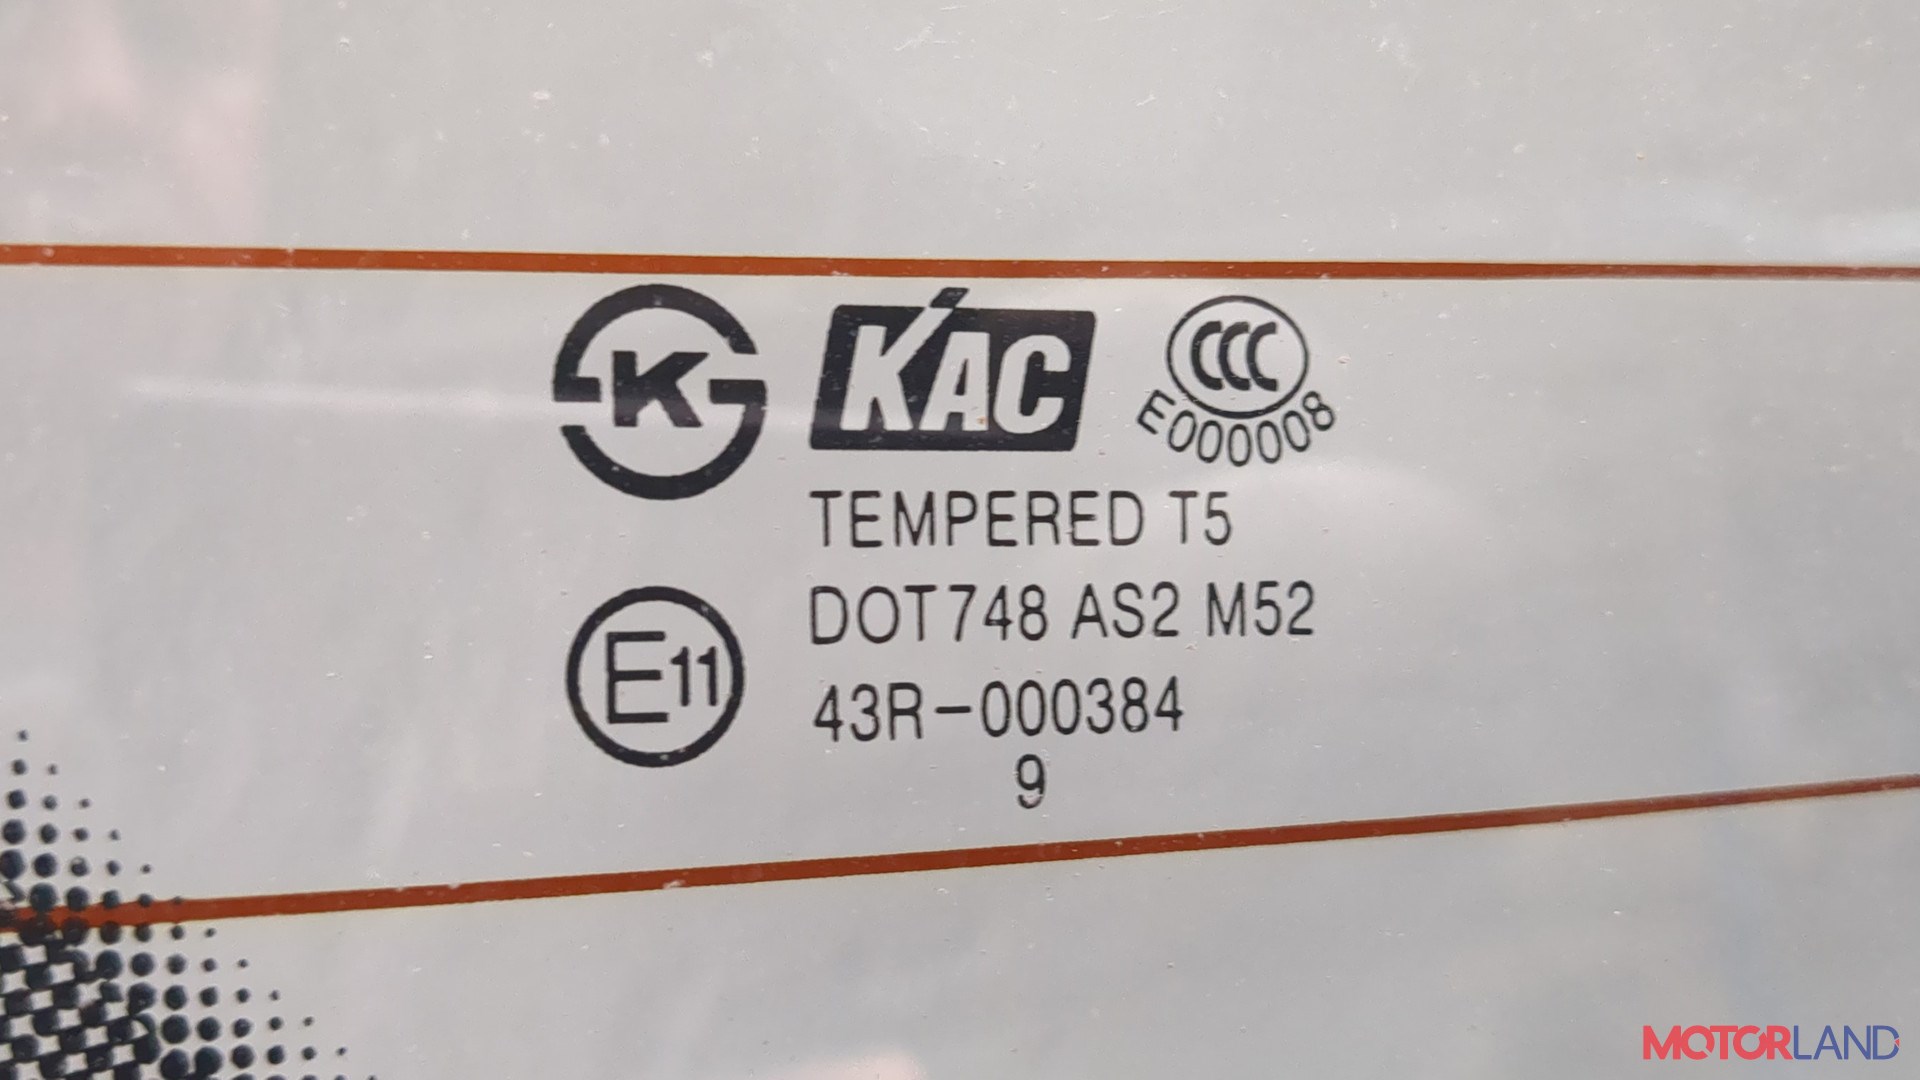 K
KAC
CCC
E000008
TEMPERED T5
DOT748 AS2 M52
E11
43R-000384
9
MOTORLAND